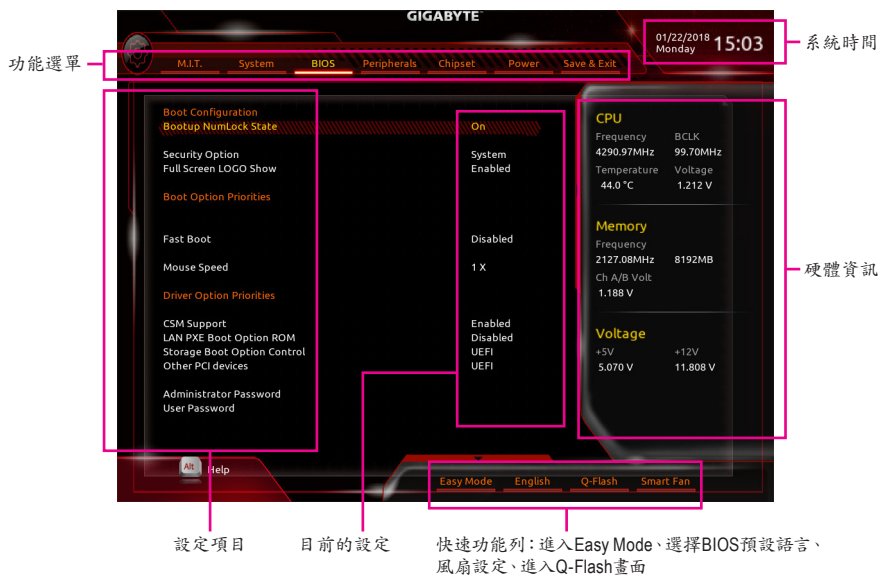 GIGABYTE
01/22/2018
Monday
15:03
系統時間
功能選單
M.I.T.
System
BIOS
Peripherals
Chipset
Power
Save & Exit
Boot Configuration
Bootup NumLock State
On
Security Option
System
Full Screen LOGO Show
Enabled
Boot Option Priorities
Fast Boot
Disabled
Mouse Speed
1 X
Driver Option Priorities
CSM Support
Enabled
LAN PXE Boot Option ROM
Disabled
Storage Boot Option Control
UEFI
Other PCI devices
UEFI
Administrator Password
User Password
CPU
Frequency
BCLK
4290.97MHz
99.70MHz
Temperature
Voltage
44.0 °C
1.212 V
Memory
Frequency
2127.08MHz
8192MB
Ch A/B Volt
1.188 V
Voltage
+5V
+12V
5.070 V
11.808 V
硬體資訊
Alt
Help
Easy Mode
English
Q-Flash
Smart Fan
設定項目
目前的設定
快速功能列：進入Easy Mode、選擇BIOS預設語言、
風扇設定、進入Q-Flash畫面